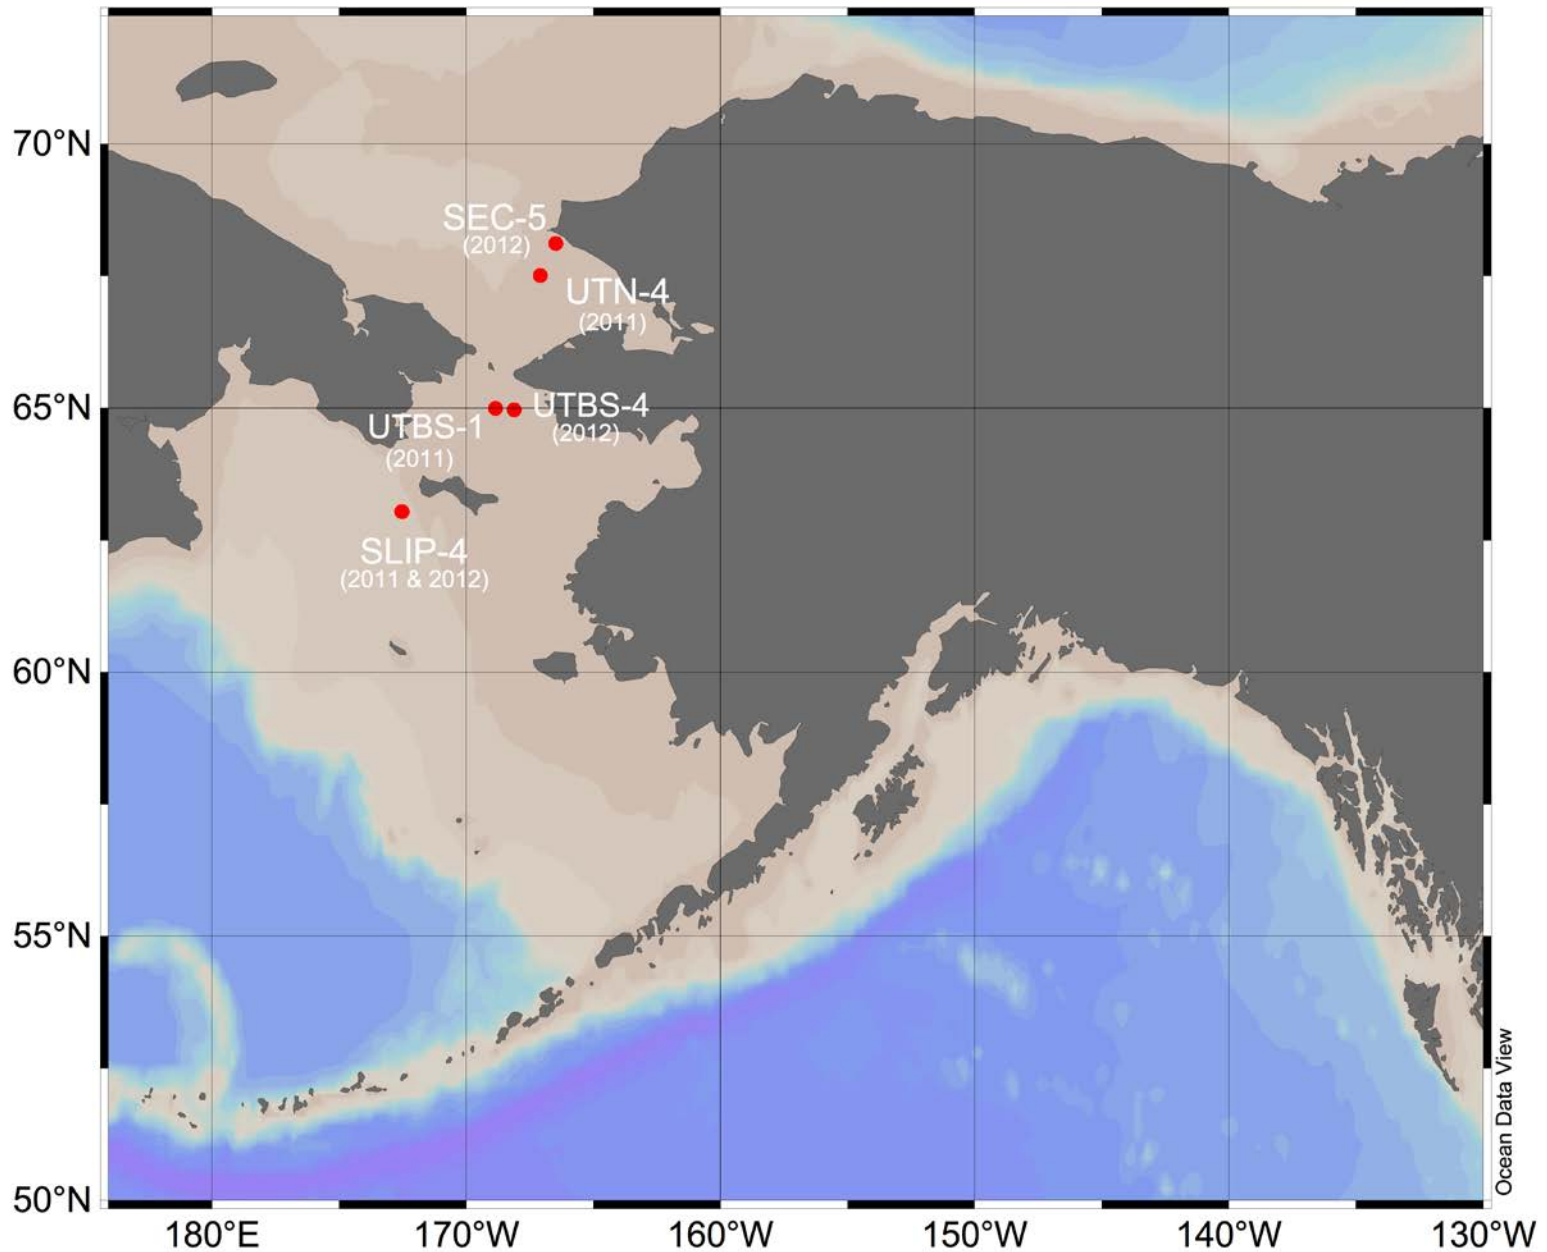 70°N
SEC-5
(2012)
UTN-4
(2011)
65°N
UTBS-4
(2012)
UTBS-1
(2011)
SLIP-4
(2011 & 2012)
60°N
55°N
50°N
180°E
170°W
160°W
150°W
140°W
130°W
Ocean Data View